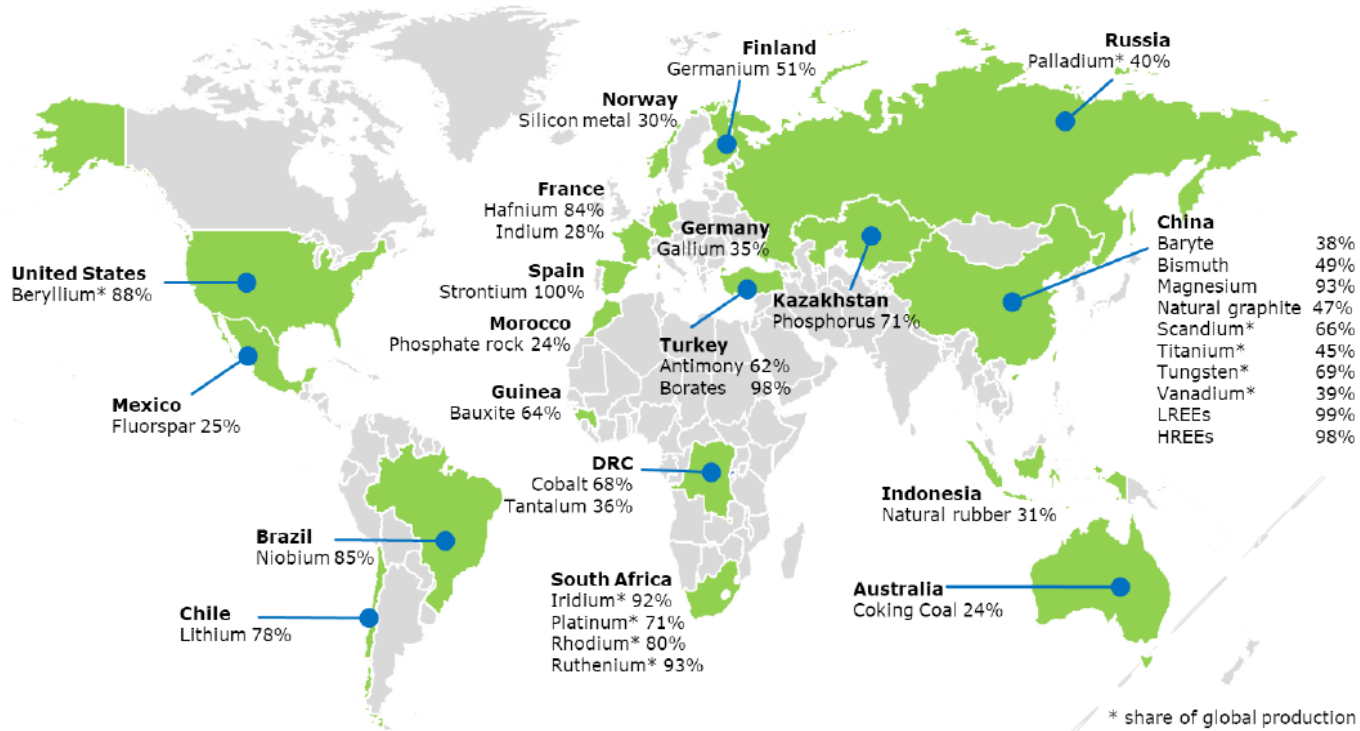 Finland
Germanium 51%
Russia
Palladium* 40%
Norway
Silicon metal 30%
France
Hafnium 84%
Indium 28%
Germany
Gallium 35%
China
Baryte 38%
Bismuth 49%
Magnesium 93%
Natural graphite 47%
Scandium* 66%
Titanium* 45%
Tungsten* 69%
Vanadium* 39%
LREEs 99%
HREEs 98%
United States
Beryllium* 88%
Spain
Strontium 100%
Kazakhstan
Phosphorus 71%
Morocco
Phosphate rock 24%
Turkey
Antimony 62%
Borates 98%
Mexico
Fluorspar 25%
Guinea
Bauxite 64%
DRC
Cobalt 68%
Tantalum 36%
Indonesia
Natural rubber 31%
Brazil
Niobium 85%
South Africa
Iridium* 92%
Platinum* 71%
Rhodium* 80%
Ruthenium* 93%
Australia
Coking Coal 24%
Chile
Lithium 78%
* share of global production